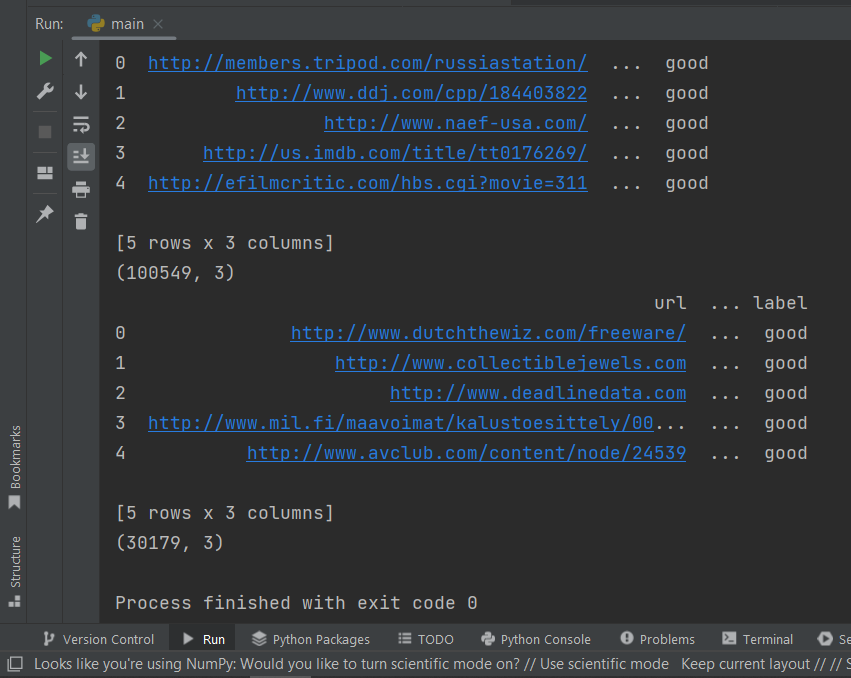 Run: main
0 http://members.tripod.com/russiastation/ ... good
1 http://www.ddj.com/cpp/184403822 ... good
2 http://www.naef-usa.com/ ... good
3 http://us.imdb.com/title/tt0176269/ ... good
4 http://efilmcritic.com/hbs.cgi?movie=311 ... good
[5 rows x 3 columns]
(100549, 3)
url ... label
0 http://www.dutchthewiz.com/freeware/ ... good
1 http://www.collectiblejewels.com ... good
2 http://www.deadlinedata.com ... good
3 http://www.mil.fi/maavoimat/kalustoesittely/00... ... good
4 http://www.avclub.com/content/node/24539 ... good
[5 rows x 3 columns]
(30179, 3)
Process finished with exit code 0
Bookmarks
Structure
Version Control Run Python Packages TODO Python Console Problems Terminal Se
Looks like you're using NumPy: Would you like to turn scientific mode on? // Use scientific mode Keep current layout // // S